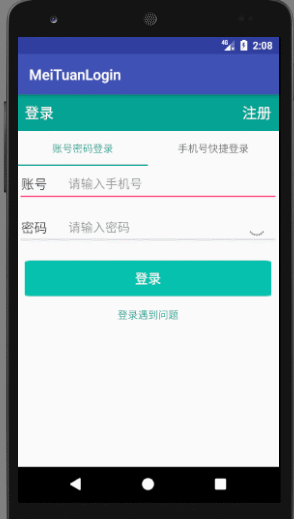 4G 2:08
MeiTuanLogin
登录 注册
账号密码登录 手机号快捷登录
账号 请输入手机号
密码 请输入密码
登录
登录遇到问题